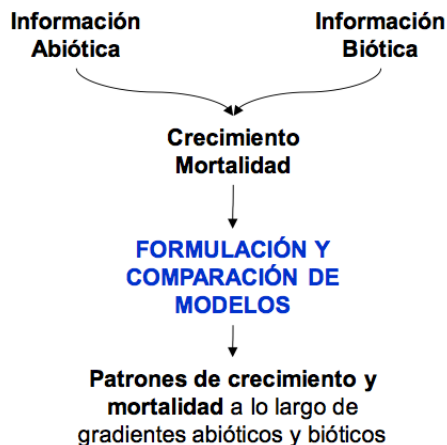 Información
Abiótica
Información
Biótica
Crecimiento
Mortalidad
FORMULACIÓN Y
COMPARACIÓN DE
MODELOS
Patrones de crecimiento y
mortalidad a lo largo de
gradientes abióticos y bióticos